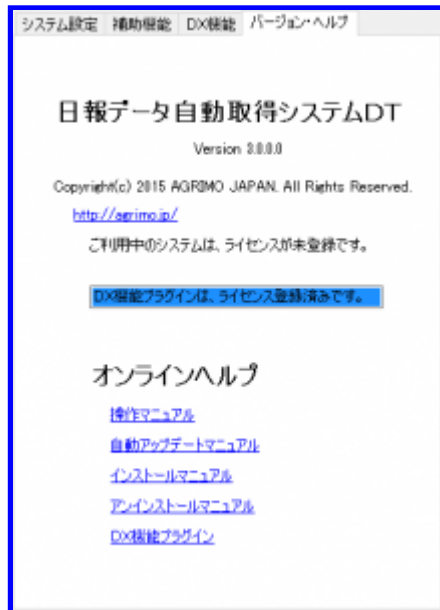 システム設定 補助機能 DX機能 バージョン・ヘルプ
日報データ自動取得システムDT
Version 3.0.0.0
Copyright(c) 2015 AGRIMO JAPAN. All Rights Reserved.
http://agrimo.jp/
ご利用中のシステムは、ライセンスが未登録です。
DX機能プラグインは、ライセンス登録済みです。
オンラインヘルプ
操作マニュアル
自動アップデートマニュアル
インストールマニュアル
アンインストールマニュアル
DX機能プラグイン